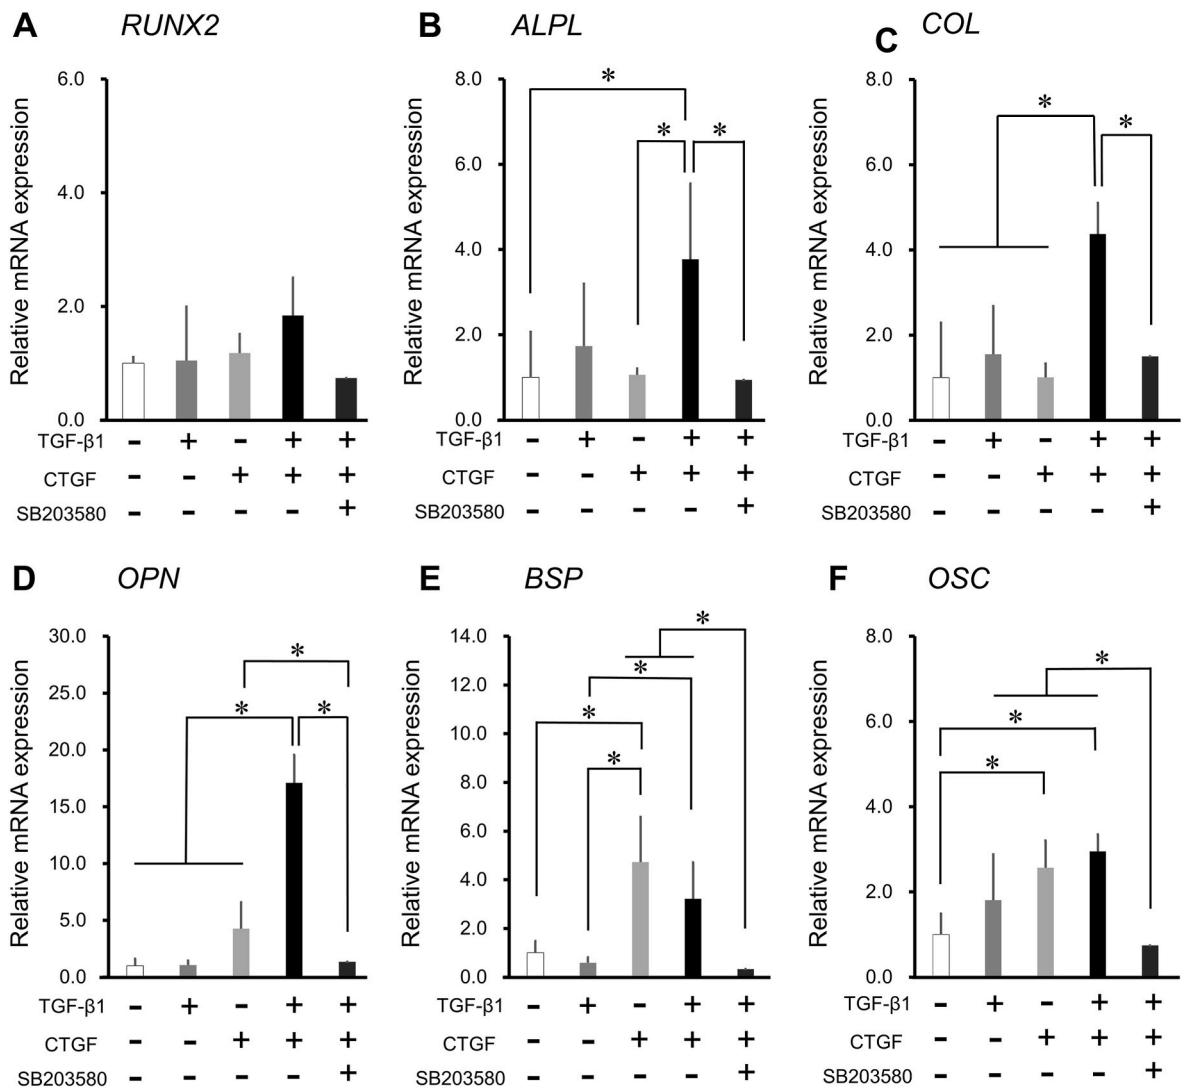 A RUNX2
Relative mRNA expression
6.0
4.0
2.0
0.0
TGF-β1 - + - + +
CTGF - - + + +
SB203580 - - - - +
B ALPL
Relative mRNA expression
8.0
6.0
4.0
2.0
0.0
* * *
TGF-β1 - + - + +
CTGF - - + + +
SB203580 - - - - +
C COL
Relative mRNA expression
8.0
6.0
4.0
2.0
0.0
* *
TGF-β1 - + - + +
CTGF - - + + +
SB203580 - - - - +
D OPN
Relative mRNA expression
30.0
25.0
20.0
15.0
10.0
5.0
0.0
* * *
TGF-β1 - + - + +
CTGF - - + + +
SB203580 - - - - +
E BSP
Relative mRNA expression
14.0
12.0
10.0
8.0
6.0
4.0
2.0
0.0
* * * *
TGF-β1 - + - + +
CTGF - - + + +
SB203580 - - - - +
F OSC
Relative mRNA expression
8.0
6.0
4.0
2.0
0.0
* * *
TGF-β1 - + - + +
CTGF - - + + +
SB203580 - - - - +